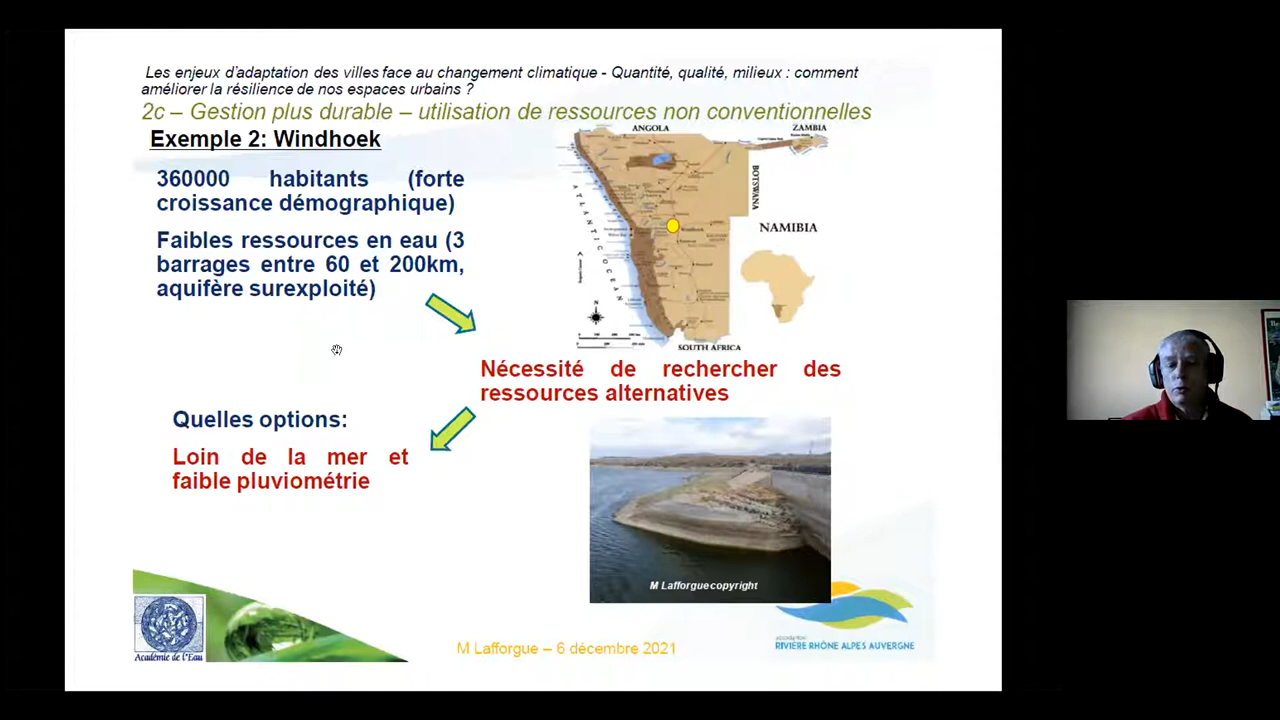 Les enjeux d'adaptation des villes face au changement climatique - Quantité, qualité, milieux : comment
améliorer la résilience de nos espaces urbains ?
2c – Gestion plus durable – utilisation de ressources non conventionnelles
Exemple 2: Windhoek
360000 habitants (forte
croissance démographique)
Faibles ressources en eau (3
barrages entre 60 et 200km,
aquifère surexploité)
ANGOLA
ZAMBIA
BOTSWANA
ATLANTIC OCEAN
Windhoek
NAMIBIA
N
SOUTH AFRICA
Nécessité de rechercher des
ressources alternatives
Quelles options:
Loin de la mer et
faible pluviométrie
M Lafforgue copyright
Académie de l'Eau
M Lafforgue – 6 décembre 2021
association
RIVIÈRE RHÔNE ALPES AUVERGNE